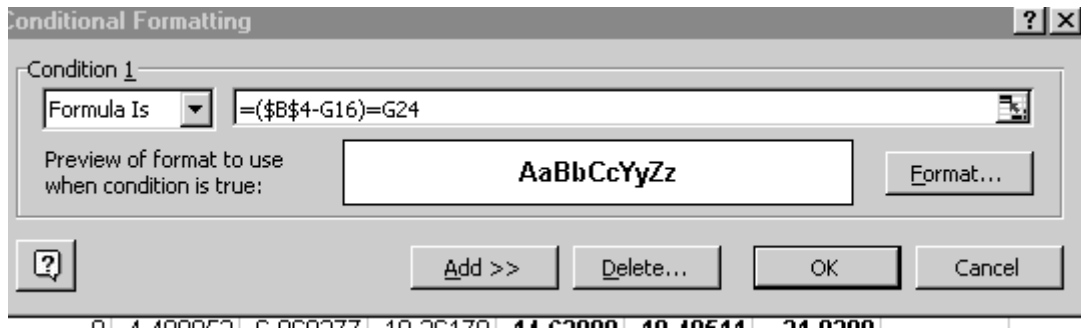 Conditional Formatting
? X
Condition 1
Formula Is =($B$4-G16)=G24
Preview of format to use
when condition is true:
AaBbCcYyZz
Format...
?
Add >> Delete... OK Cancel